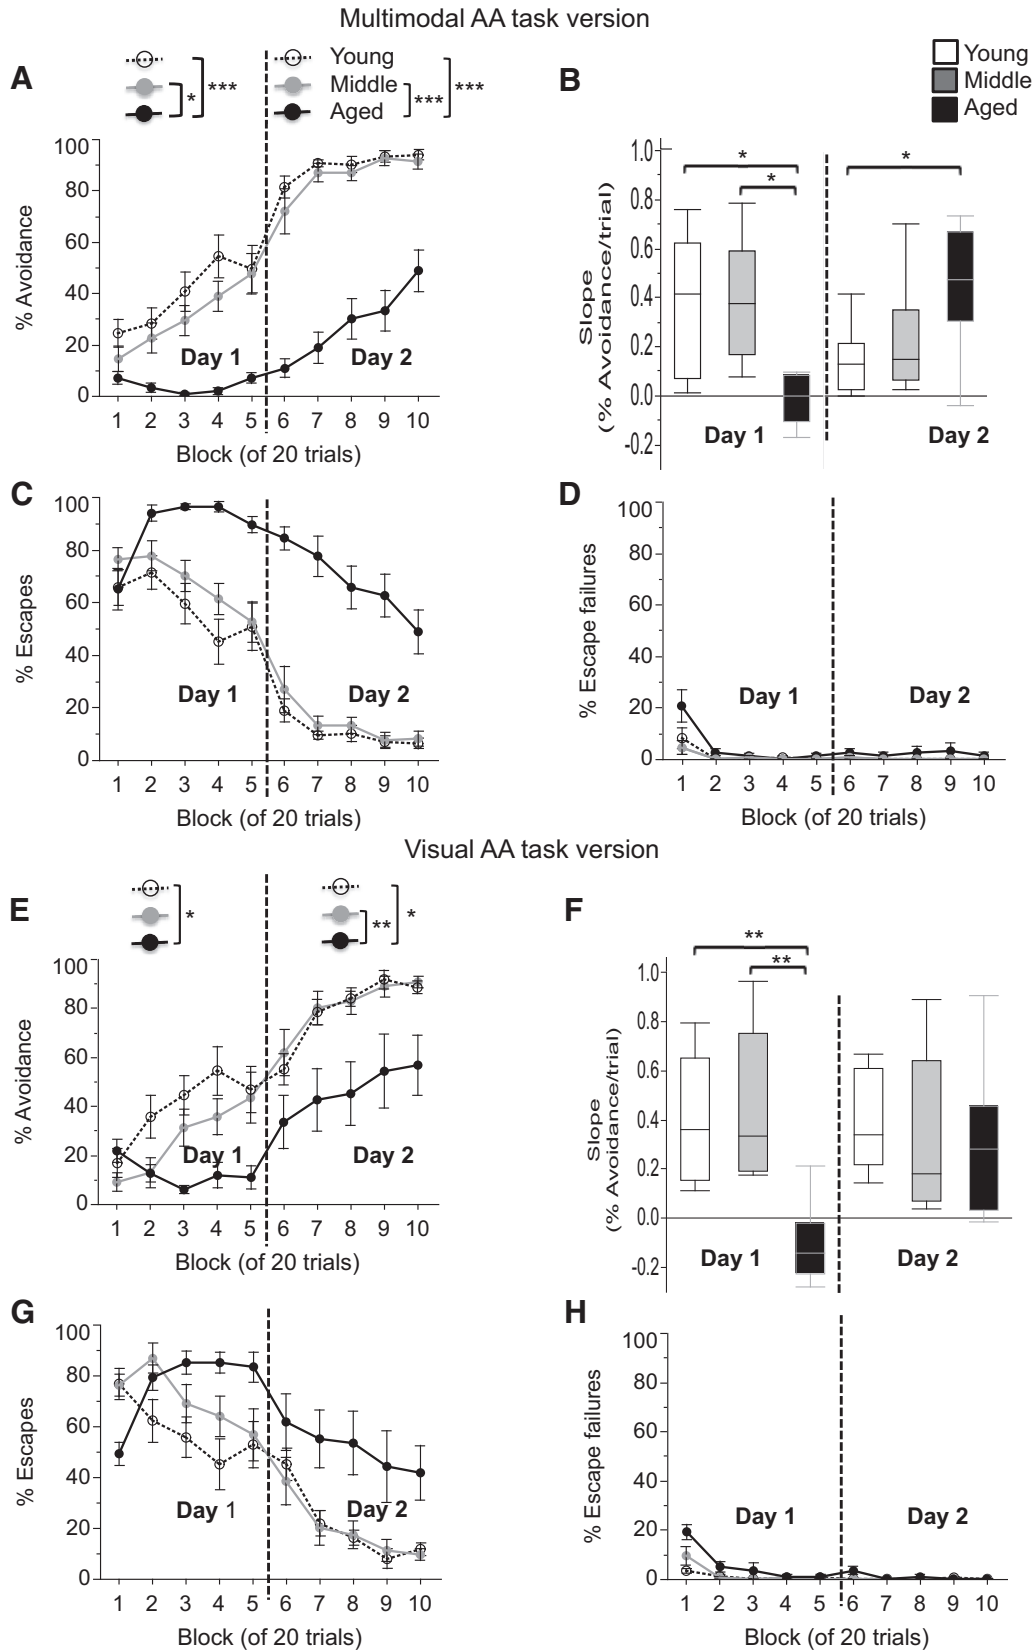 Multimodal AA task version
A
Young
Middle
Aged
*
***
***
***
100
80
60
40
20
0
% Avoidance
Day 1
Day 2
1 2 3 4 5 6 7 8 9 10
Block (of 20 trials)
B
Young
Middle
Aged
*
*
*
1.0
0.8
0.6
0.4
0.2
0.0
-0.2
Slope
(% Avoidance/trial)
Day 1
Day 2
C
100
80
60
40
20
0
% Escapes
Day 1
Day 2
1 2 3 4 5 6 7 8 9 10
Block (of 20 trials)
D
100
80
60
40
20
0
% Escape failures
Day 1
Day 2
1 2 3 4 5 6 7 8 9 10
Block (of 20 trials)
Visual AA task version
E
*
**
*
100
80
60
40
20
0
% Avoidance
Day 1
Day 2
1 2 3 4 5 6 7 8 9 10
Block (of 20 trials)
F
**
**
1.0
0.8
0.6
0.4
0.2
0.0
-0.2
Slope
(% Avoidance/trial)
Day 1
Day 2
G
100
80
60
40
20
0
% Escapes
Day 1
Day 2
1 2 3 4 5 6 7 8 9 10
Block (of 20 trials)
H
100
80
60
40
20
0
% Escape failures
Day 1
Day 2
1 2 3 4 5 6 7 8 9 10
Block (of 20 trials)